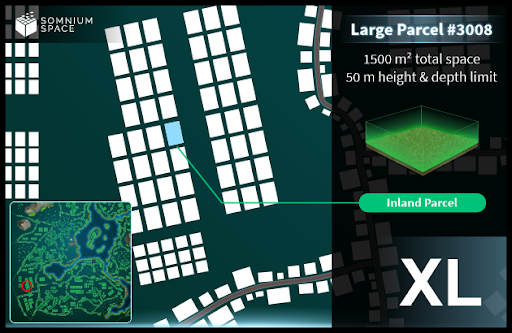 SOMNIUM
SPACE
Large Parcel #3008
1500 m² total space
50 m height & depth limit
Inland Parcel
XL